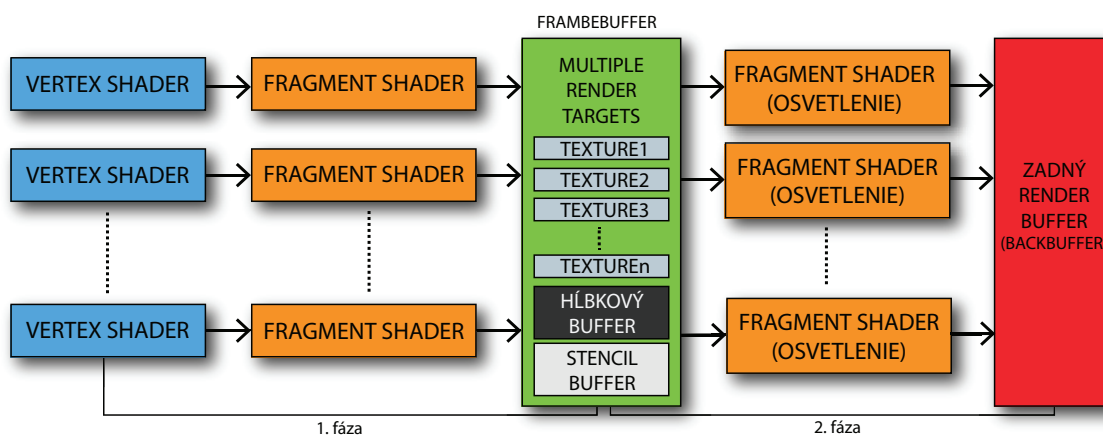 FRAMBEBUFFER
VERTEX SHADER
FRAGMENT SHADER
MULTIPLE
RENDER
TARGETS
FRAGMENT SHADER
(OSVETLENIE)
TEXTURE1
VERTEX SHADER
FRAGMENT SHADER
TEXTURE2
TEXTURE3
FRAGMENT SHADER
(OSVETLENIE)
ZADNÝ
RENDER
BUFFER
(BACKBUFFER)
TEXTUREn
VERTEX SHADER
FRAGMENT SHADER
HĹBKOVÝ
BUFFER
STENCIL
BUFFER
FRAGMENT SHADER
(OSVETLENIE)
1. fáza
2. fáza